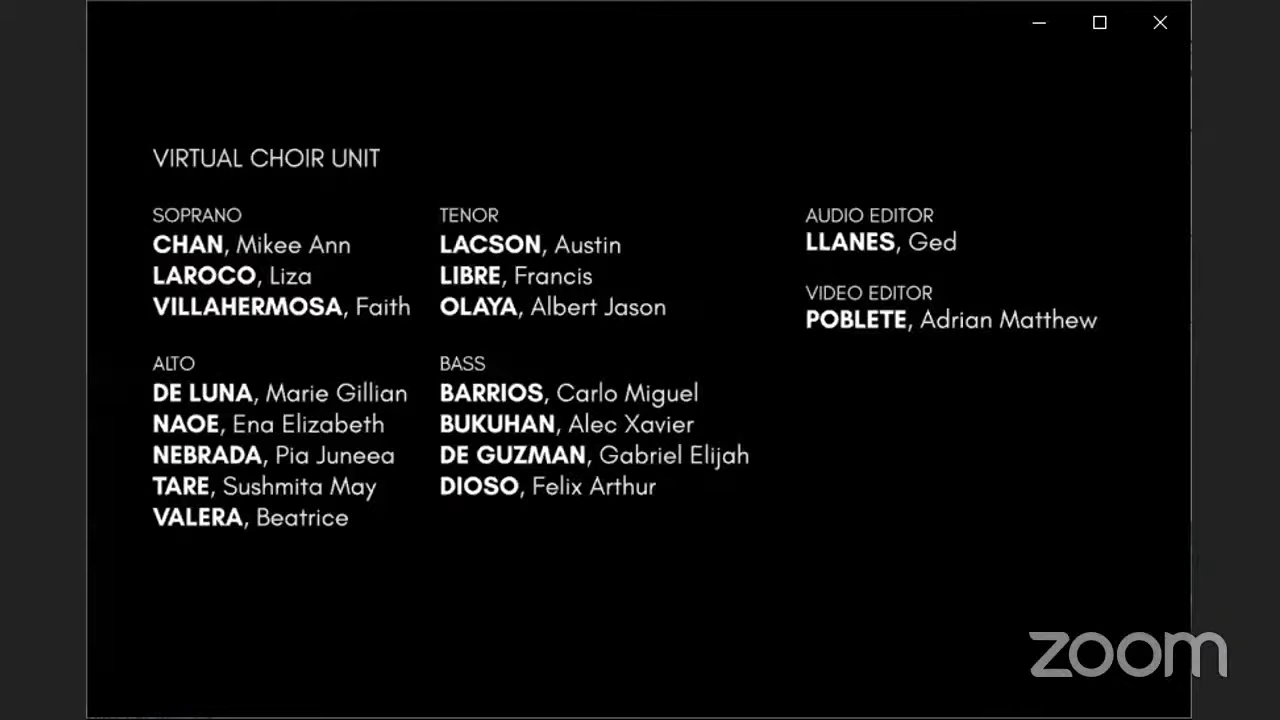 VIRTUAL CHOIR UNIT
SOPRANO
CHAN, Mikee Ann
LAROCO, Liza
VILLAHERMOSA, Faith
ALTO
DE LUNA, Marie Gillian
NAOE, Ena Elizabeth
NEBRADA, Pia Juneea
TARE, Sushmita May
VALERA, Beatrice
TENOR
LACSON, Austin
LIBRE, Francis
OLAYA, Albert Jason
BASS
BARRIOS, Carlo Miguel
BUKUHAN, Alec Xavier
DE GUZMAN, Gabriel Elijah
DIOSO, Felix Arthur
AUDIO EDITOR
LLANES, Ged
VIDEO EDITOR
POBLETE, Adrian Matthew
zoom